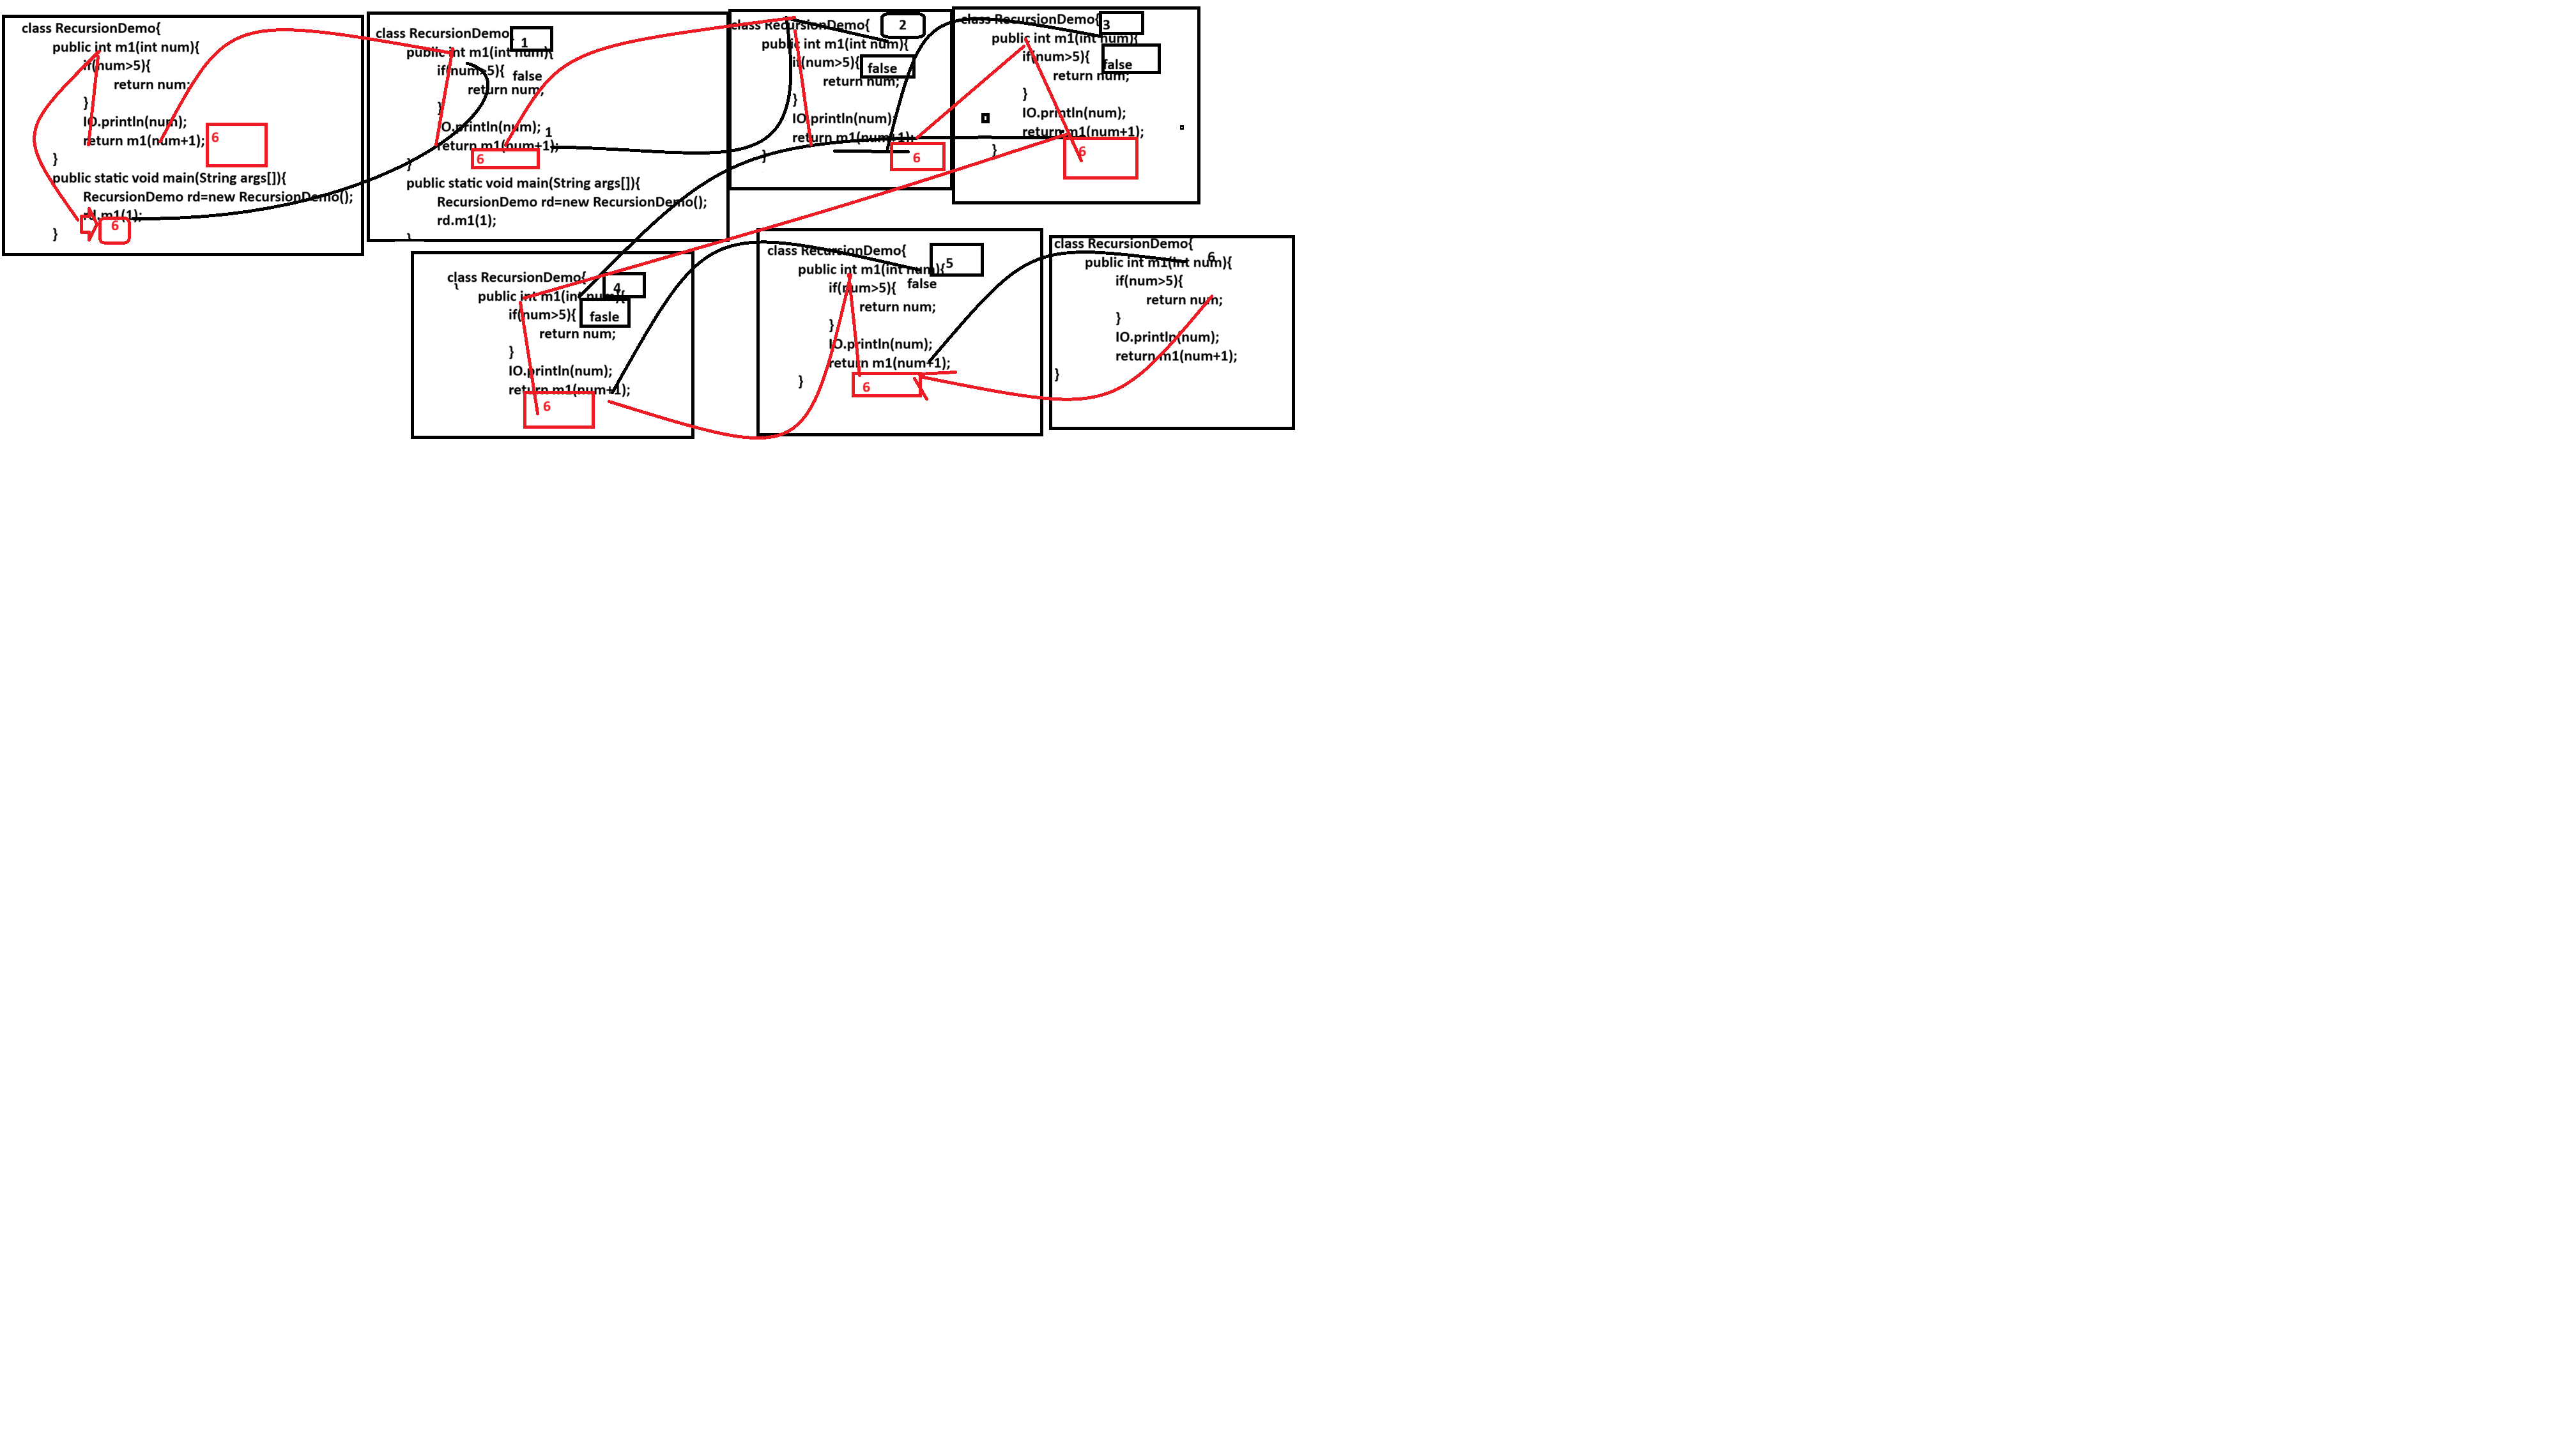 class RecursionDemo{
public int m1(int num){
if(num>5){
return num;
}
IO.println(num);
return m1(num+1);
6
}
public static void main(String args[]){
RecursionDemo rd=new RecursionDemo();
rd.m1(1);
6
}
class RecursionDemo
1
public int m1(int num){
if(num>5){
false
return num;
}
IO.println(num);
1
return m1(num+1);
6
}
public static void main(String args[]){
RecursionDemo rd=new RecursionDemo();
rd.m1(1);
}
class RecursionDemo{
2
public int m1(int num){
if(num>5){
false
return num;
}
IO.println(num);
return m1(num+1);
6
}
class RecursionDemo{
3
public int m1(int num){
if(num>5){
false
return num;
}
IO.println(num);
return m1(num+1);
6
}
class RecursionDemo{
4
public int m1(int num){
if(num>5){
fasle
return num;
}
IO.println(num);
return m1(num+1);
6
class RecursionDemo{
5
public int m1(int num){
false
if(num>5){
return num;
}
IO.println(num);
return m1(num+1);
6
}
class RecursionDemo{
6
public int m1(int num){
if(num>5){
return num;
}
IO.println(num);
return m1(num+1);
}